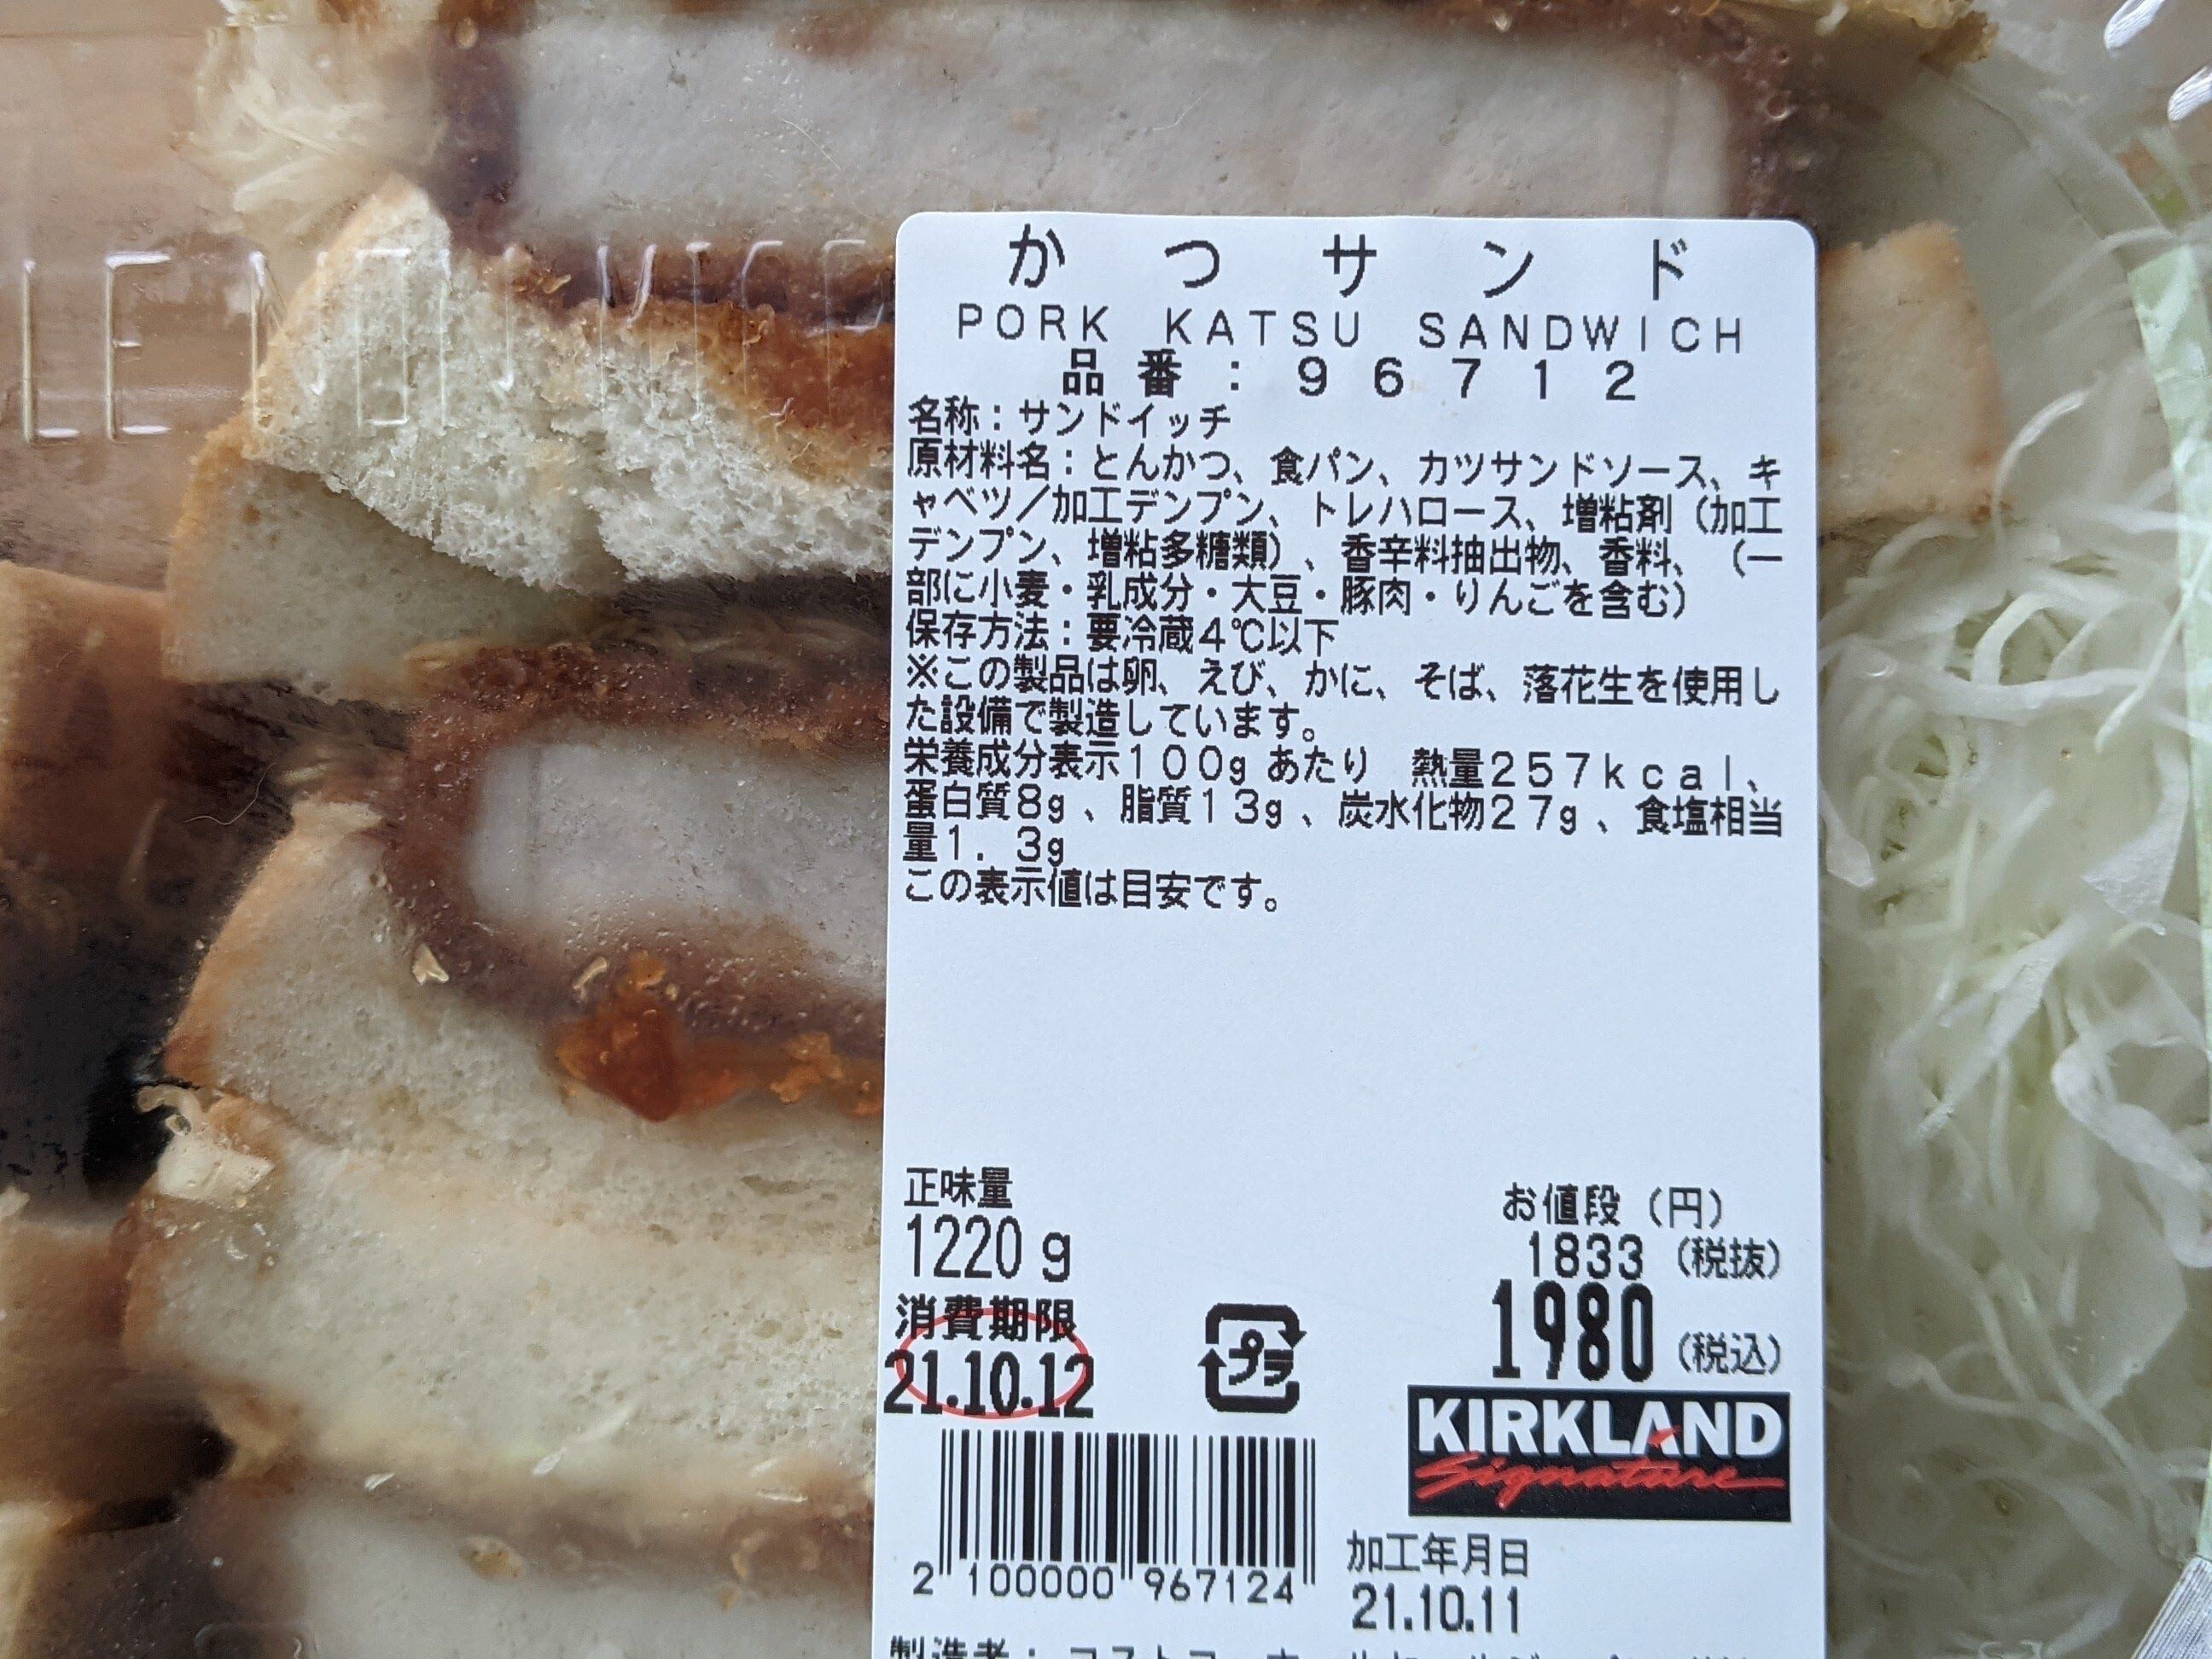 かつサンド
PORK KATSU SANDWICH
品番：96712
名称：サンドイッチ
原材料名：とんかつ、食パン、カツサンドソース、キ
ャベツ／加工デンプン、トレハロース、増粘剤（加工
デンプン、増粘多糖類）、香辛料抽出物、香料、（一
部に小麦・乳成分・大豆・豚肉・りんごを含む）
保存方法：要冷蔵4℃以下
※この製品は卵、えび、かに、そば、落花生を使用し
た設備で製造しています。
栄養成分表示100gあたり 熱量257kcal、
蛋白質8g、脂質13g、炭水化物27g、食塩相当
量1.3g
この表示値は目安です。
正味量
1220g
お値段（円）
1833（税抜）
1980（税込）
消費期限
21.10.12
プラ
KIRKLAND
Signature
2 100000 967124
加工年月日
21.10.11
製造者：